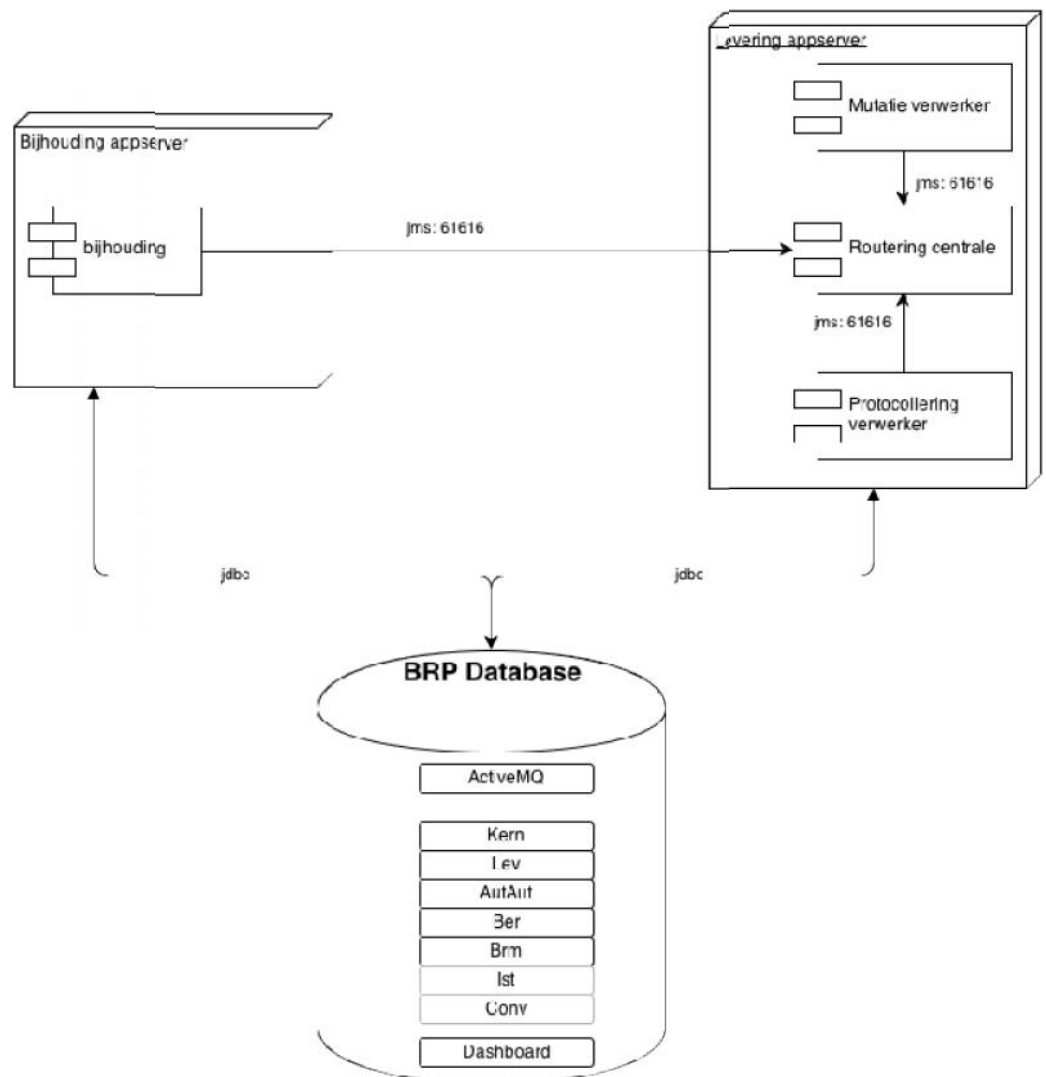 Levering appserver
Mutatie verwerker
Bijhouding appserver
jms: 61616
bijhouding
jms: 61616
Routering centrale
jms: 61616
Protocollering
verwerker
jdbc
jdbc
BRP Database
ActiveMQ
Kern
Lev
AutAut
Ber
Brm
Ist
Conv
Dashboard